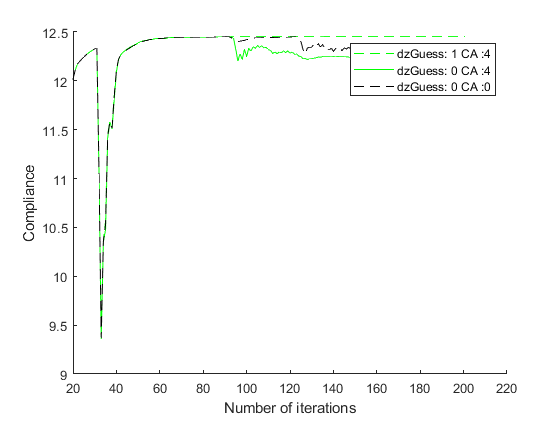 12.5
12
11.5
11
10.5
10
9.5
9
Compliance
20 40 60 80 100 120 140 160 180 200 220
Number of iterations
dzGuess: 1 CA :4
dzGuess: 0 CA :4
dzGuess: 0 CA :0